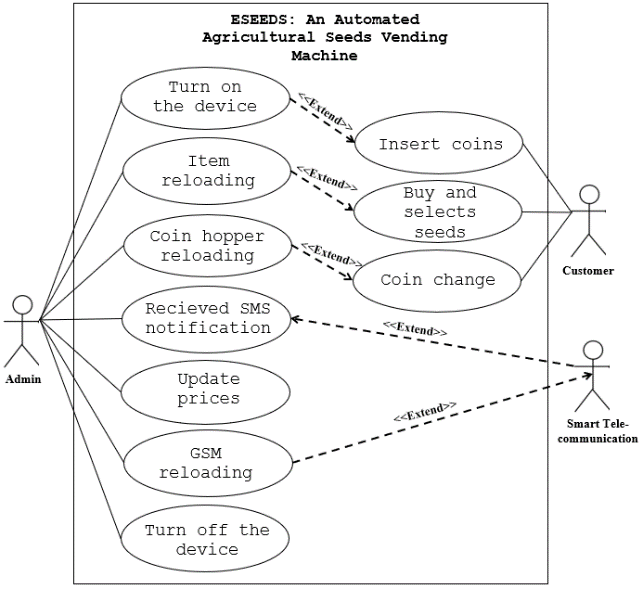 ESEEDS: An Automated
Agricultural Seeds Vending
Machine
Turn on
the device
<<Extend>>
Insert coins
Item
reloading
<<Extend>>
Buy and
selects
seeds
Coin hopper
reloading
<<Extend>>
Coin change
Customer
Recieved SMS
notification
<<Extend>>
Admin
Update
prices
<<Extend>>
Smart Tele-
communication
GSM
reloading
Turn off the
device